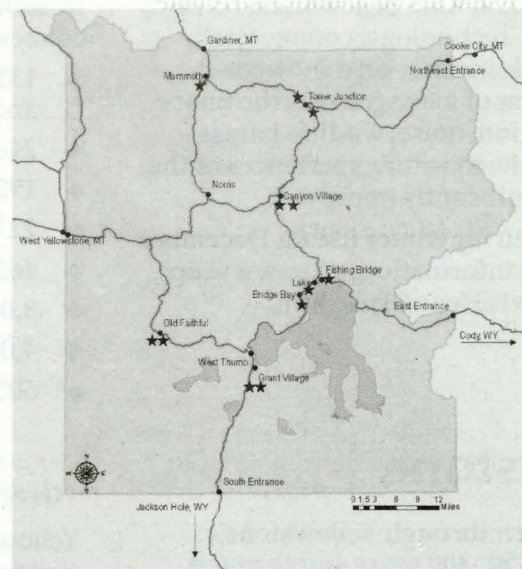 Gardiner, MT
Cooke City, MT
Northeast Entrance
Mammoth
Tower Junction
Norris
Canyon Village
West Yellowstone, MT
Fishing Bridge
Lake
Bridge Bay
East Entrance
Old Faithful
Cody, WY
West Thumb
Grant Village
N
W E
S
South Entrance
Jackson Hole, WY
0 1.5 3 6 9 12
Miles